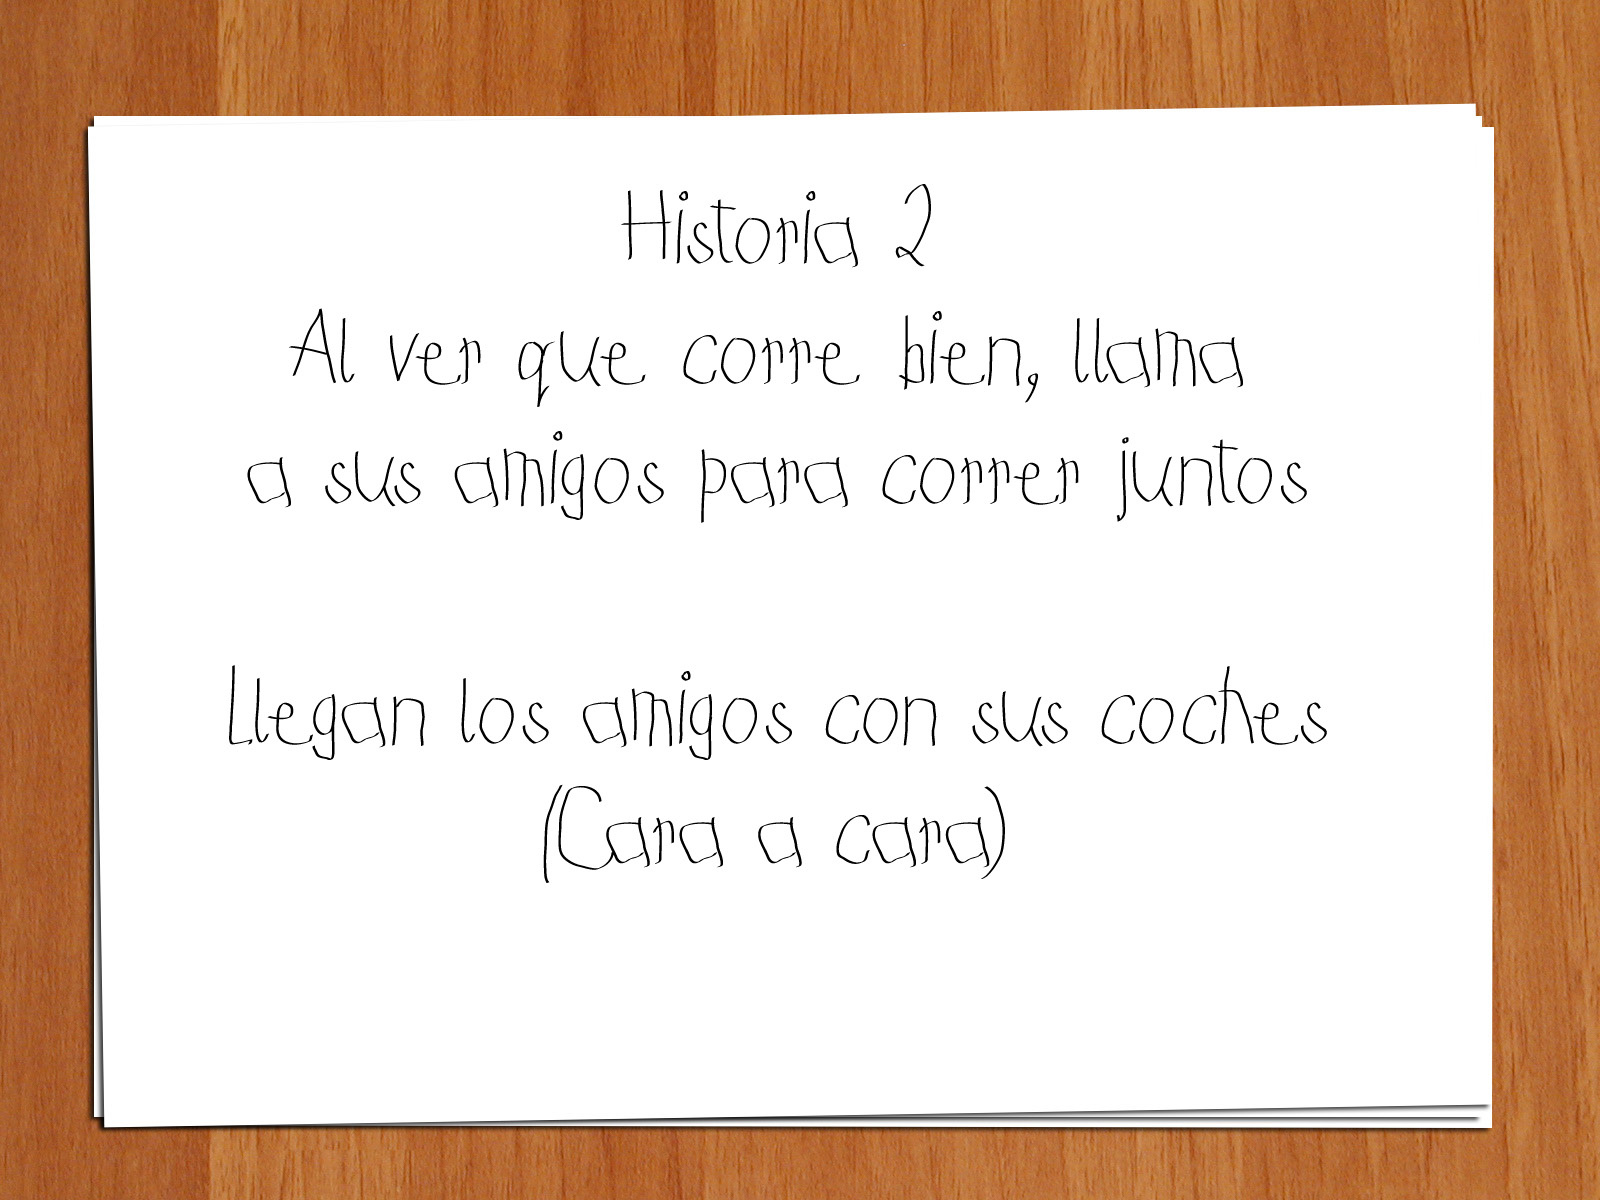 Historia 2
Al ver que corre bien, llama
a sus amigos para correr juntos
Llegan los amigos con sus coches
(Cara a cara)